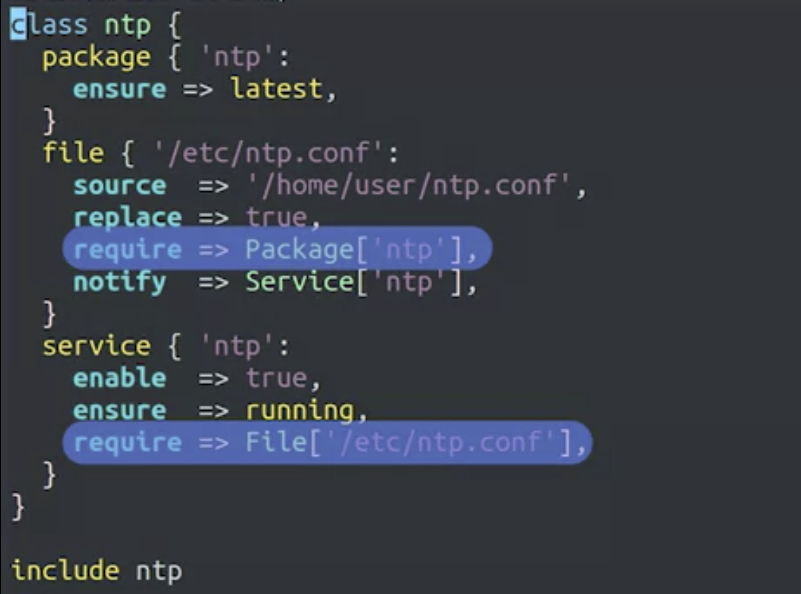 class ntp {
  package { 'ntp':
    ensure => latest,
  }
  file { '/etc/ntp.conf':
    source  => '/home/user/ntp.conf',
    replace => true,
    require => Package['ntp'],
    notify  => Service['ntp'],
  }
  service { 'ntp':
    enable  => true,
    ensure  => running,
    require => File['/etc/ntp.conf'],
  }
}

include ntp